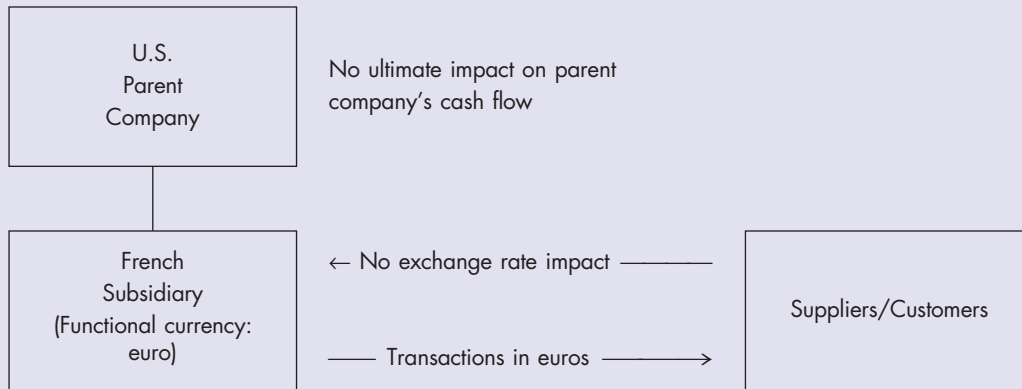 U.S.
Parent
Company
No ultimate impact on parent
company's cash flow
French
Subsidiary
(Functional currency:
euro)
← No exchange rate impact
Transactions in euros →
Suppliers/Customers